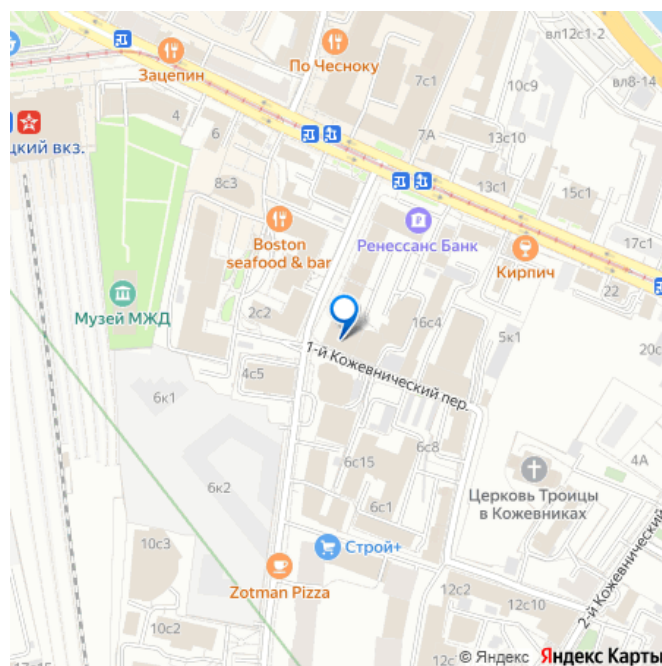 вл12с1-2
По Чесноку
Зацепин
7с1
10с9
вл8-14
4
6
7А
13с10
цкий вкз.
8с3
13с1
15с1
Boston
seafood & bar
Ренессанс Банк
Кирпич
17с1
22
Музей МЖД
2с2
16с4
5к1
20с
1-й Кожевнический пер.
4с5
6к1
6с15
6с8
4А
6к2
6с1
Церковь Троицы
в Кожевниках
10с3
Строй+
2-й Кожевнический
Zotman Pizza
12с2
12с10
10с2
17с15
© Яндекс Яндекс Карты